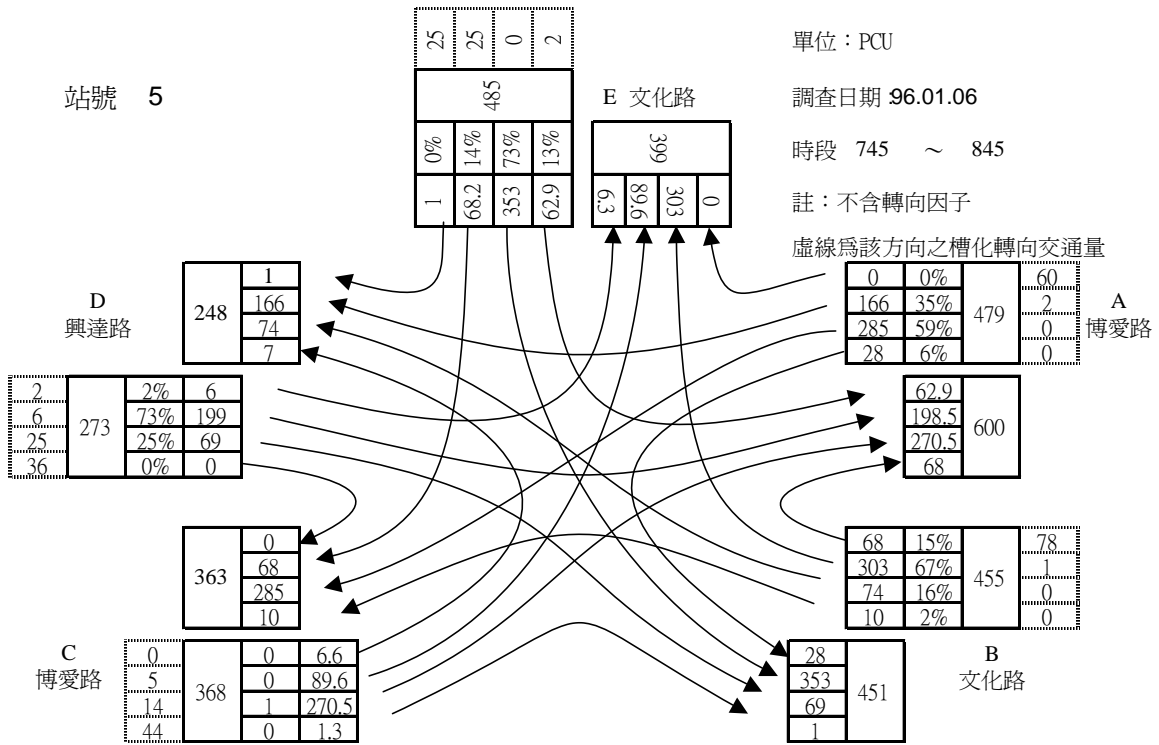 站號 5
25 25 0 2
485
0% 14% 73% 13%
1 68.2 353 62.9
E 文化路
399
6.3 89.6 303 0
單位：PCU
調查日期:96.01.06
時段 745 ～ 845
註：不含轉向因子
虛線爲該方向之槽化轉向交通量
D
興達路
248
1
166
74
7
0 0% 60
166 35% 2
285 59% 0
28 6% 0
479
A
博愛路
2 2% 6
6 73% 199
25 25% 69
36 0% 0
273
62.9
198.5
270.5
68
600
363
0
68
285
10
68 15% 78
303 67% 1
74 16% 0
10 2% 0
455
C
博愛路
0 0 6.6
5 0 89.6
14 1 270.5
44 0 1.3
368
28
353
69
1
451
B
文化路